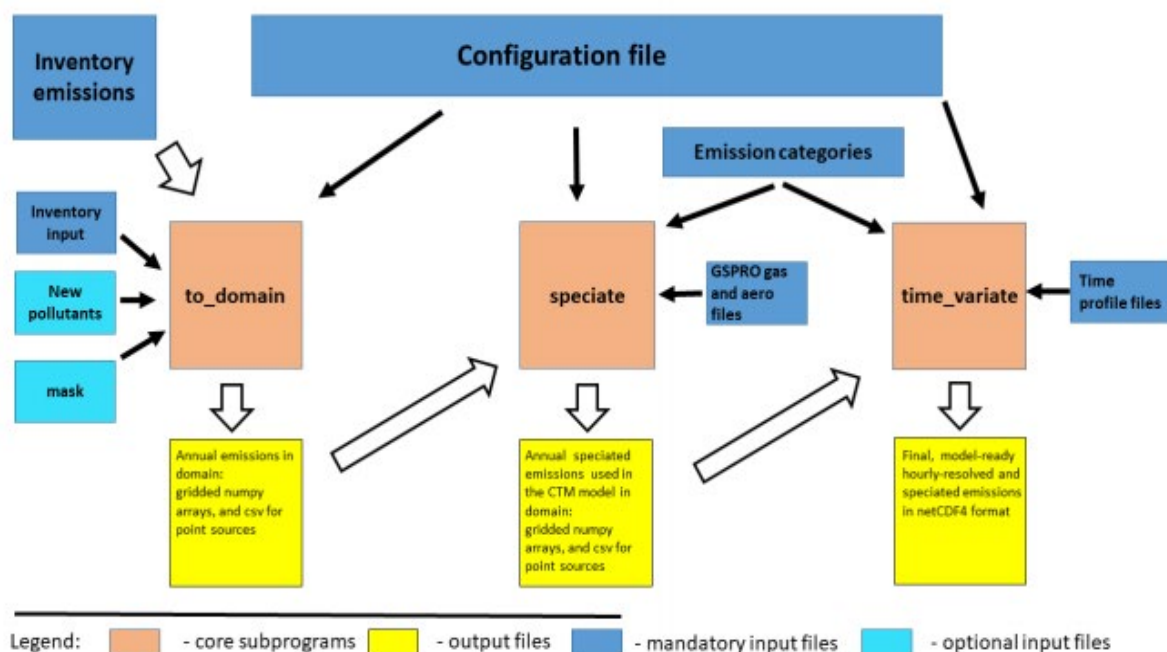 Inventory
emissions
Configuration file
Emission categories
Inventory
input
New
pollutants
mask
to_domain
speciate
GSPRO gas
and aero
files
time_variate
Time
profile files
Annual emissions in
domain:
gridded numpy
arrays, and csv for
point sources
Annual speciated
emissions used in
the CTM model in
domain:
gridded numpy
arrays, and csv for
point sources
Final, model-ready
hourly-resolved and
speciated emissions
in netCDF4 format
Legend: - core subprograms - output files - mandatory input files - optional input files